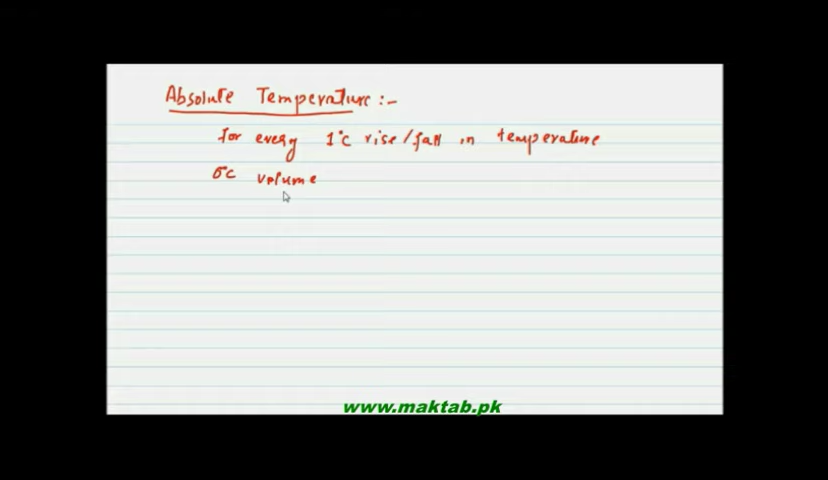 Absolute Temperature :-
for every 1°C rise/fall in temperature
0°C volume
www.maktab.pk